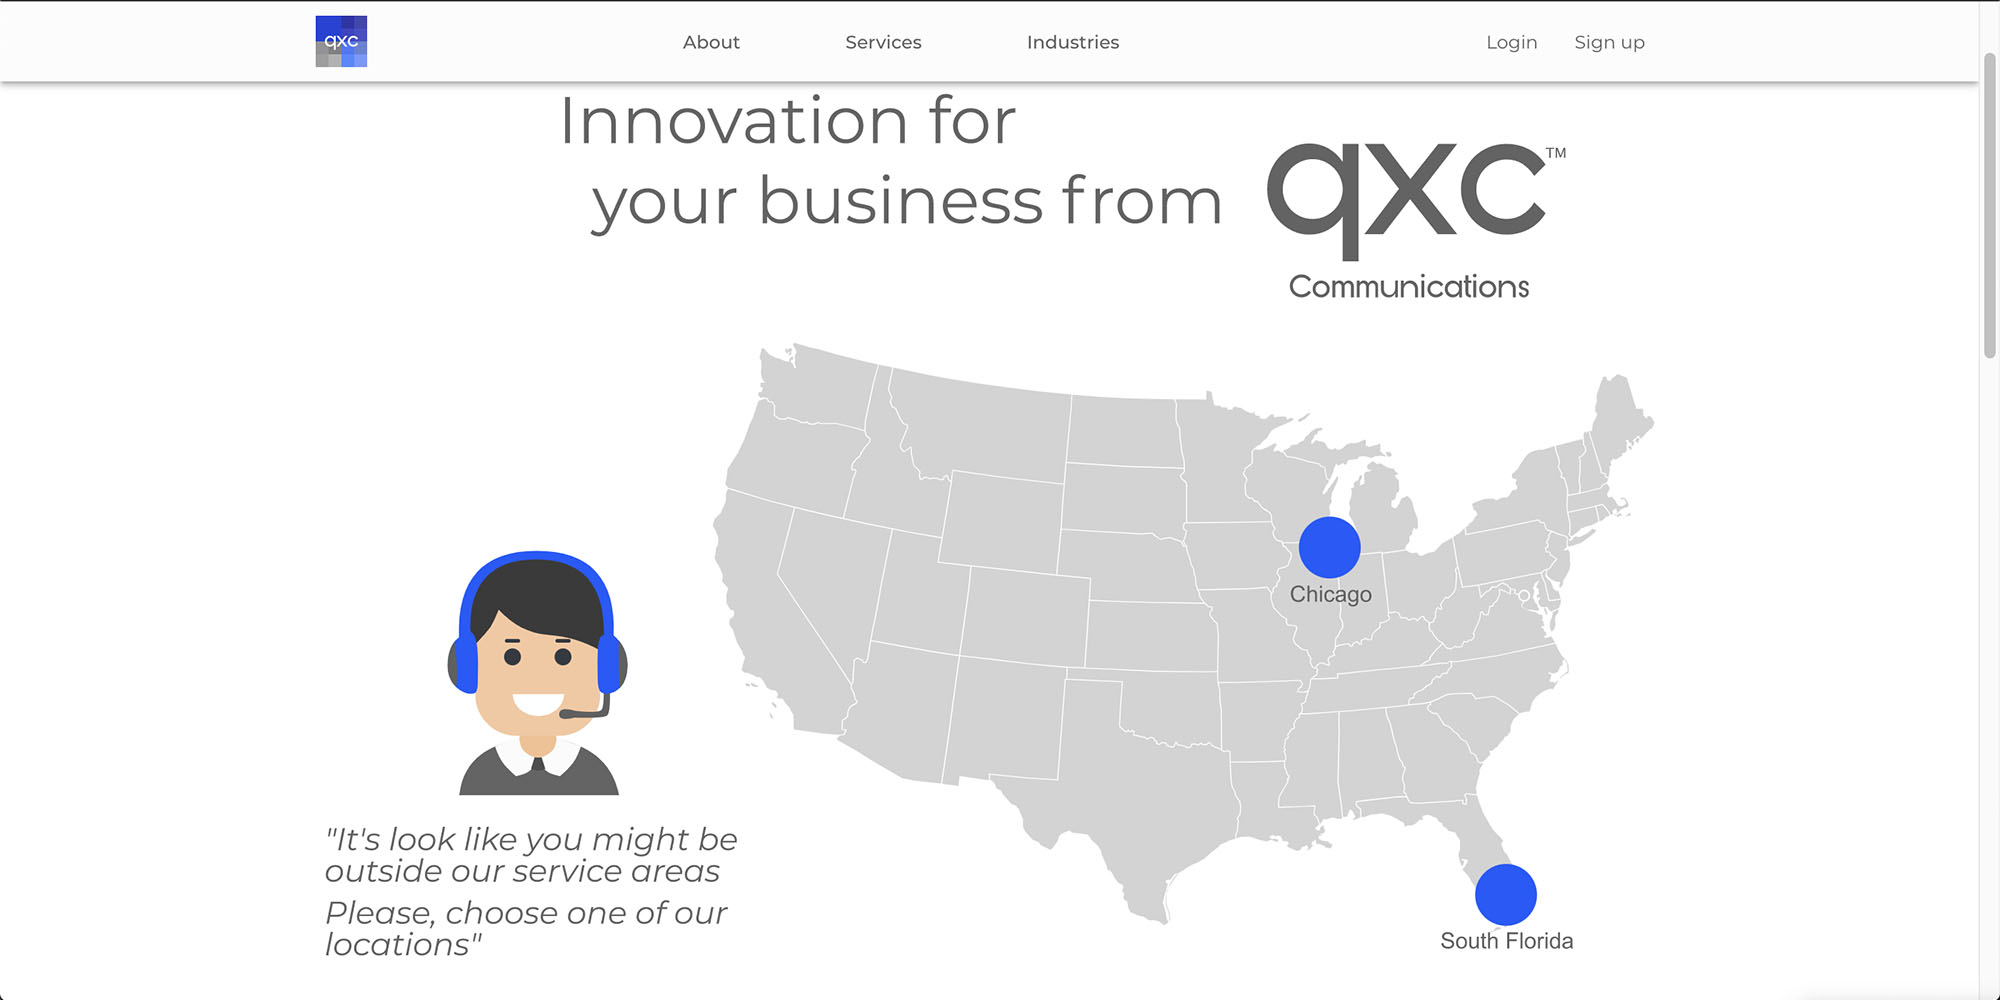 qxc
About Services Industries Login Sign up
Innovation for
your business from
qxc™
Communications
Chicago
"It's look like you might be
outside our service areas
Please, choose one of our
locations"
South Florida